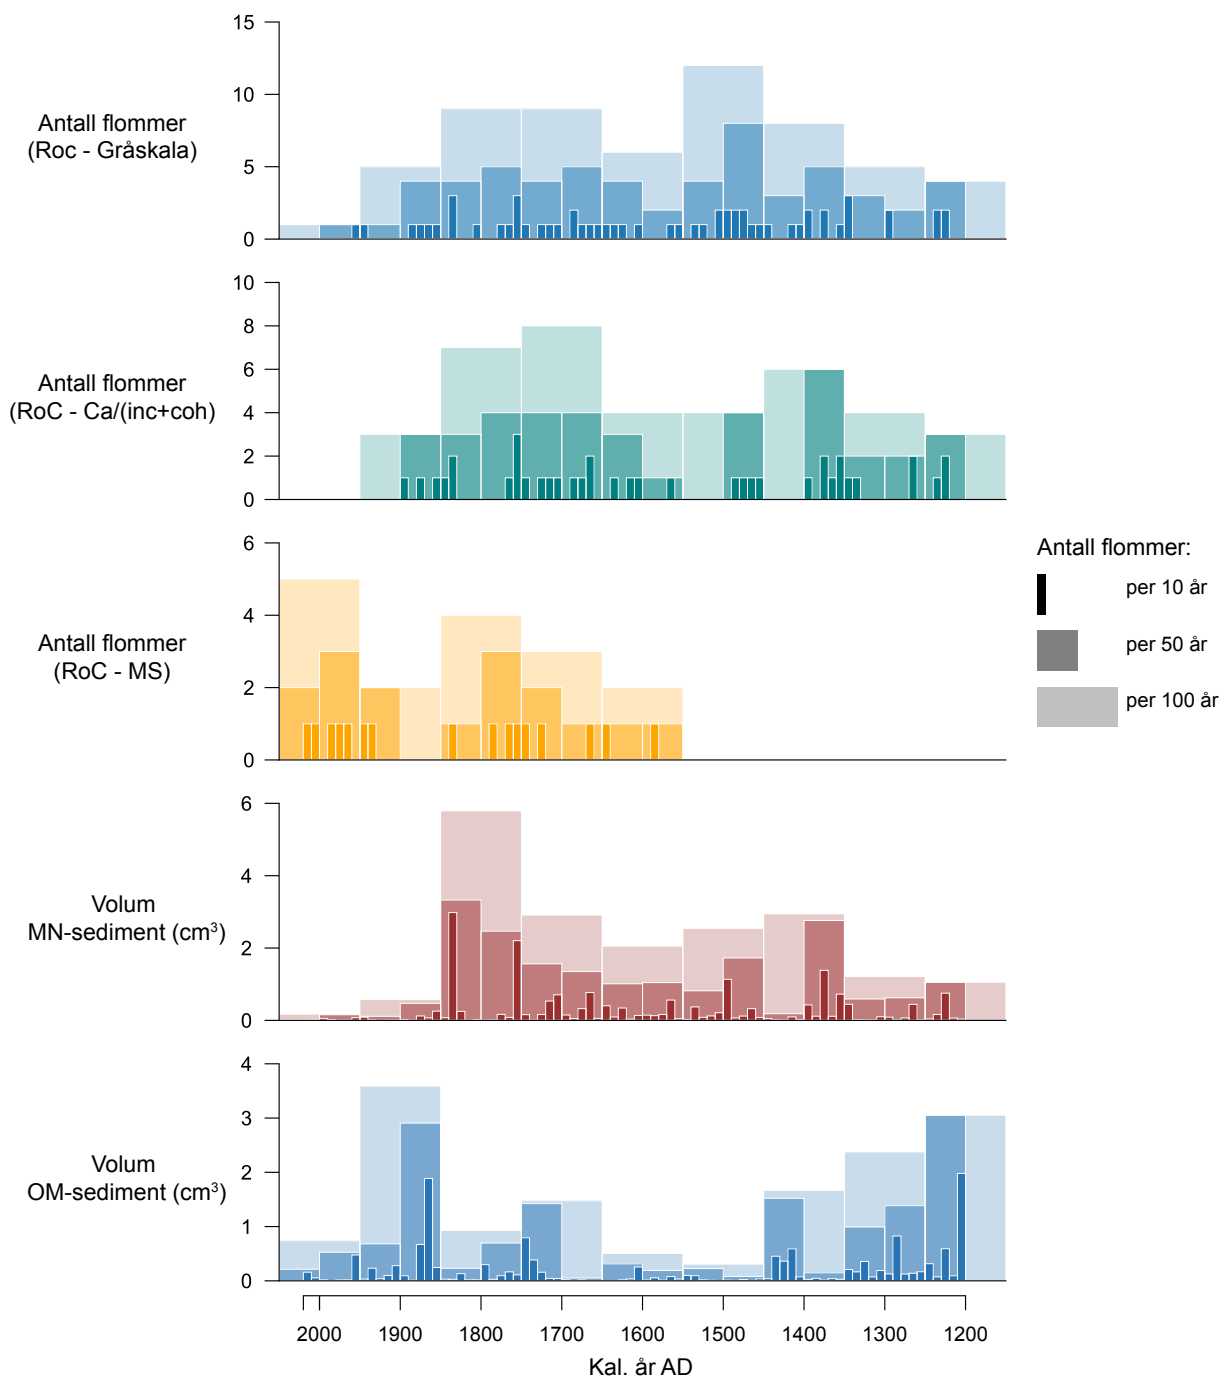 15
10
5
0
Antall flommer
(Roc - Gråskala)
10
8
6
4
2
0
Antall flommer
(RoC - Ca/(inc+coh)
6
4
2
0
Antall flommer
(RoC - MS)
Antall flommer:
per 10 år
per 50 år
per 100 år
6
4
2
0
Volum
MN-sediment (cm³)
4
3
2
1
0
Volum
OM-sediment (cm³)
2000 1900 1800 1700 1600 1500 1400 1300 1200
Kal. år AD